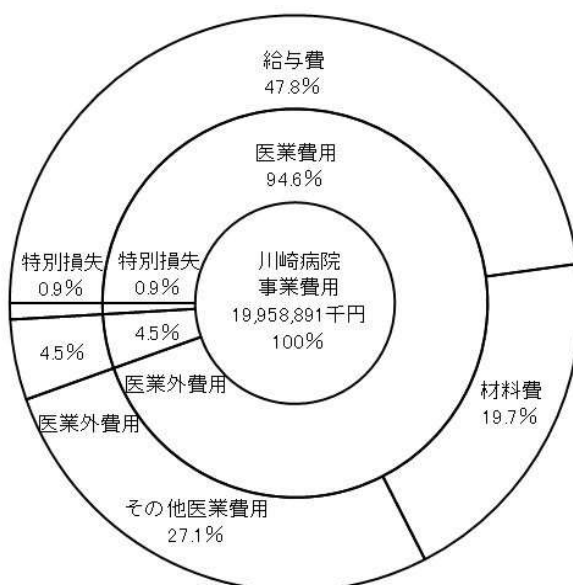 給与費
47.8%
医業費用
94.6%
特別損失
0.9%
特別損失
0.9%
川崎病院
事業費用
19,958,891千円
100%
4.5%
4.5%
医業外費用
医業外費用
材料費
19.7%
その他医業費用
27.1%